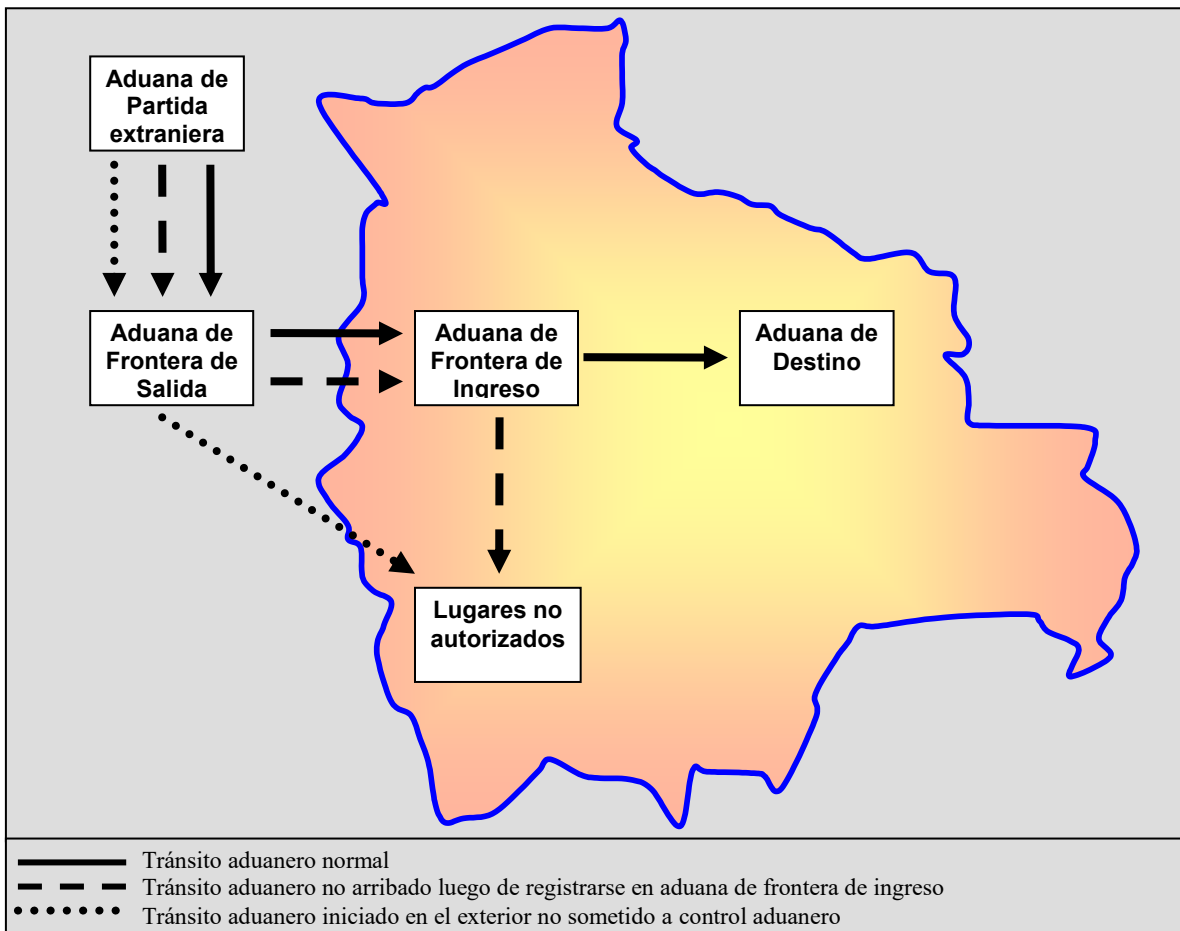 Aduana de
Partida
extranjera
Aduana de
Frontera de
Salida
Aduana de
Frontera de
Ingreso
Aduana de
Destino
Lugares no
autorizados
Tránsito aduanero normal
Tránsito aduanero no arribado luego de registrarse en aduana de frontera de ingreso
Tránsito aduanero iniciado en el exterior no sometido a control aduanero